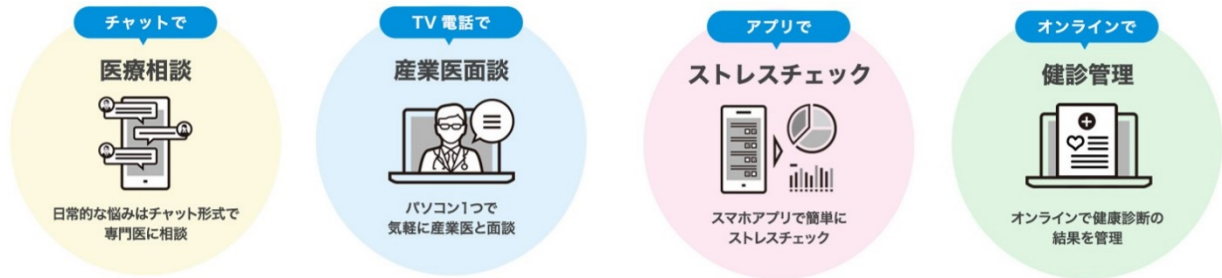 チャットで
医療相談
日常的な悩みはチャット形式で
専門医に相談
TV電話で
産業医面談
パソコン1つで
気軽に産業医と面談
アプリで
ストレスチェック
スマホアプリで簡単に
ストレスチェック
オンラインで
健診管理
オンラインで健康診断の
結果を管理